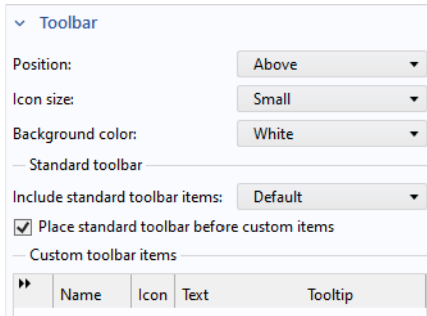 Toolbar
Position: Above
Icon size: Small
Background color: White
Standard toolbar
Include standard toolbar items: Default
Place standard toolbar before custom items
Custom toolbar items
Name Icon Text Tooltip